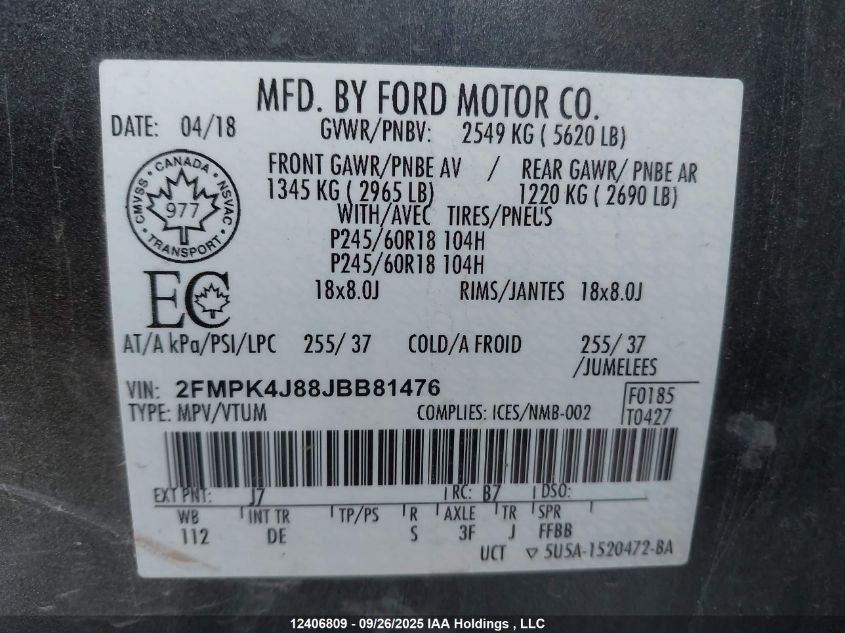 MFD. BY FORD MOTOR CO.
DATE: 04/18
GVWR/PNBV: 2549 KG ( 5620 LB)
FRONT GAWR/PNBE AV / REAR GAWR/ PNBE AR
1345 KG ( 2965 LB) 1220 KG ( 2690 LB)
WITH/AVEC TIRES/PNEUS
P245/60R18 104H
P245/60R18 104H
18x8.0J RIMS/JANTES 18x8.0J
CANADA
CMVSS
NSVAC
977
TRANSPORT
EC
AT/A kPa/PSI/LPC 255/ 37 COLD/A FROID 255/ 37
/JUMELEES
VIN: 2FMPK4J88JBB81476
F0185
TYPE: MPV/VTUM COMPLIES: ICES/NMB-002
T0427
EXT PNT: J7 RC: B7 DSO:
WB INT TR TP/PS R AXLE TR SPR
112 DE S 3F J FFBB
UCT ▽ 5U5A-1520472-BA
12406809 - 09/26/2025 IAA Holdings , LLC